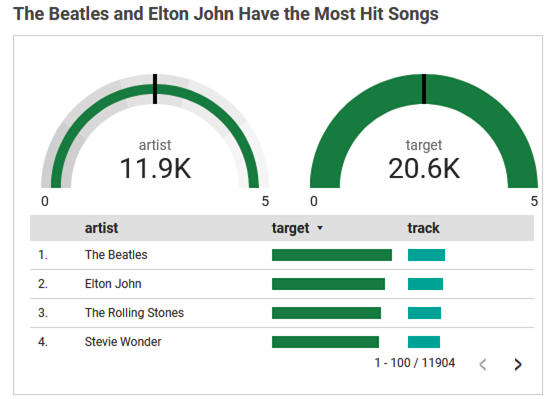 The Beatles and Elton John Have the Most Hit Songs
artist target
11.9K 20.6K
0 5 0 5
artist target track
1. The Beatles
2. Elton John
3. The Rolling Stones
4. Stevie Wonder
1 - 100 / 11904